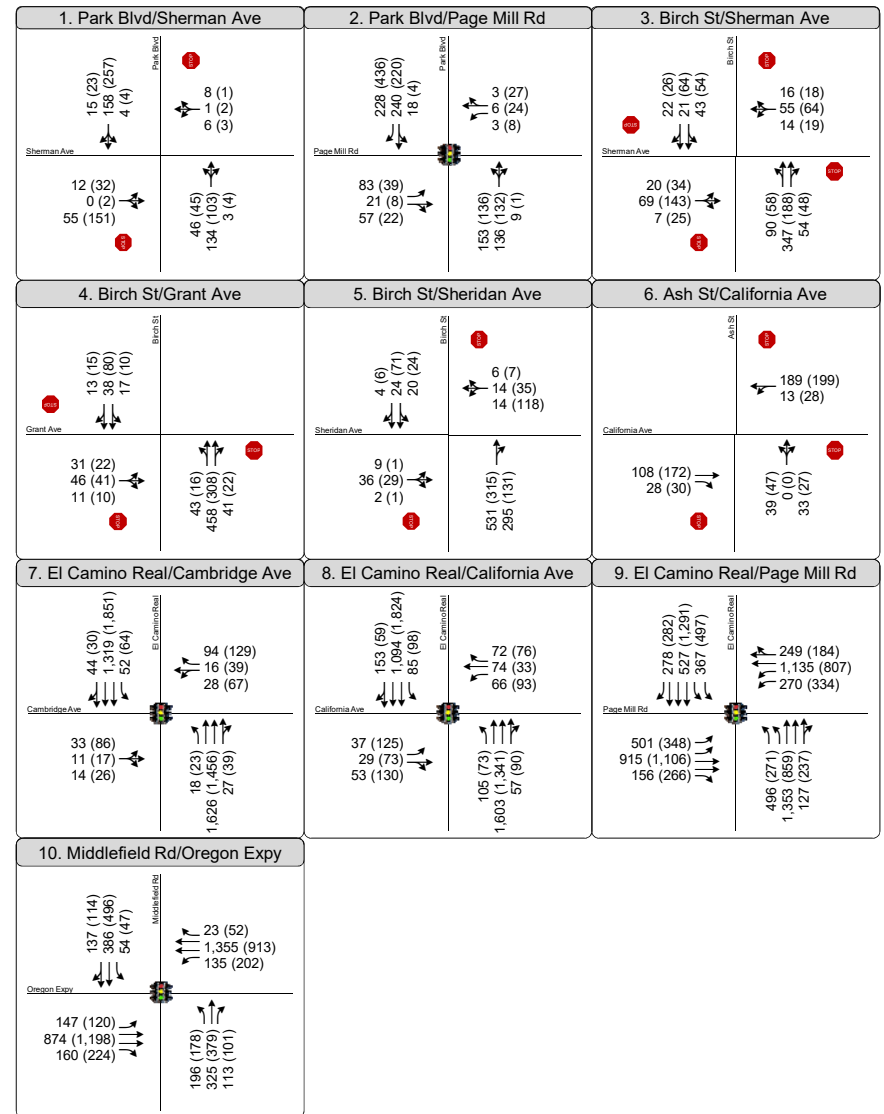 1. Park Blvd/Sherman Ave
Park Blvd
STOP
15 (23)
158 (257)
4 (4)
8 (1)
1 (2)
6 (3)
Sherman Ave
12 (32)
0 (2)
55 (151)
STOP
46 (45)
134 (103)
3 (4)
2. Park Blvd/Page Mill Rd
228 (436)
240 (220)
18 (4)
3 (27)
6 (24)
3 (8)
Page Mill Rd
83 (39)
21 (8)
57 (22)
153 (136)
136 (132)
9 (1)
3. Birch St/Sherman Ave
Birch St
STOP
22 (26)
21 (64)
43 (54)
STOP
16 (18)
55 (64)
14 (19)
Sherman Ave
20 (34)
69 (143)
7 (25)
STOP
90 (58)
347 (188)
54 (48)
STOP
4. Birch St/Grant Ave
Birch St
13 (15)
38 (80)
17 (10)
STOP
Grant Ave
31 (22)
46 (41)
11 (10)
STOP
43 (16)
458 (308)
41 (22)
STOP
5. Birch St/Sheridan Ave
Birch St
STOP
4 (6)
24 (71)
20 (24)
6 (7)
14 (35)
14 (118)
Sheridan Ave
9 (1)
36 (29)
2 (1)
STOP
531 (315)
295 (131)
6. Ash St/California Ave
Ash St
STOP
189 (199)
13 (28)
California Ave
108 (172)
28 (30)
STOP
39 (47)
0 (0)
33 (27)
STOP
7. El Camino Real/Cambridge Ave
El Camino Real
44 (30)
1,319 (1,851)
52 (64)
94 (129)
16 (39)
28 (67)
Cambridge Ave
33 (86)
11 (17)
14 (26)
18 (23)
1,626 (1,456)
27 (39)
8. El Camino Real/California Ave
El Camino Real
153 (59)
1,094 (1,824)
85 (98)
72 (76)
74 (33)
66 (93)
California Ave
37 (125)
29 (73)
53 (130)
105 (73)
1,603 (1,341)
57 (90)
9. El Camino Real/Page Mill Rd
El Camino Real
278 (282)
527 (1,291)
367 (497)
249 (184)
1,135 (807)
270 (334)
Page Mill Rd
501 (348)
915 (1,106)
156 (266)
496 (271)
1,353 (859)
127 (237)
10. Middlefield Rd/Oregon Expy
Middlefield Rd
137 (114)
386 (496)
54 (47)
23 (52)
1,355 (913)
135 (202)
Oregon Expy
147 (120)
874 (1,198)
160 (224)
196 (178)
325 (379)
113 (101)